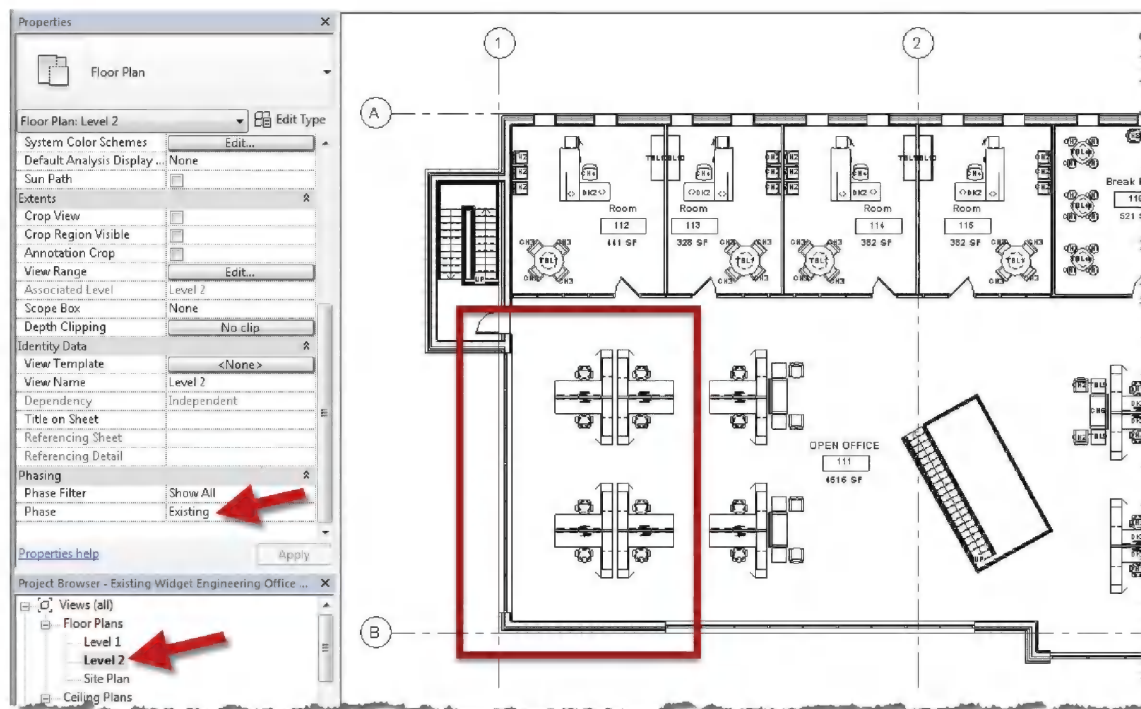 Properties X
Floor Plan
Floor Plan: Level 2 Edit Type
System Color Schemes Edit...
Default Analysis Display ... None
Sun Path
Extents
Crop View
Crop Region Visible
Annotation Crop
View Range Edit...
Associated Level Level 2
Scope Box None
Depth Clipping No clip
Identity Data
View Template <None>
View Name Level 2
Dependency Independent
Title on Sheet
Referencing Sheet
Referencing Detail
Phasing
Phase Filter Show All
Phase Existing
Properties help Apply
Project Browser - Existing Widget Engineering Office ... X
Views (all)
Floor Plans
Level 1
Level 2
Site Plan
Ceiling Plans
1
2
A
B
Room
112
Room
113
328 SF
Room
114
382 SF
Room
115
382 SF
Break
521
UP
OPEN OFFICE
111
4516 SF
UP